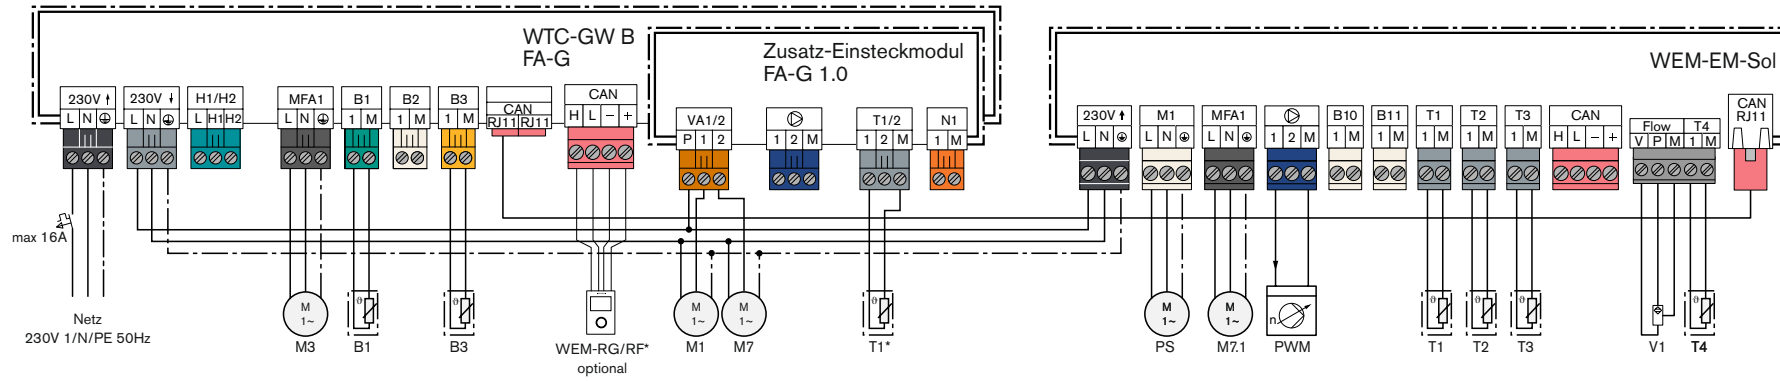 WTC-GW B
FA-G
Zusatz-Einsteckmodul
FA-G 1.0
WEM-EM-Sol
230V ↑
L N ⏚
230V ↓
L N ⏚
H1/H2
L H1 H2
MFA1
L N ⏚
B1
1 M
B2
1 M
B3
1 M
CAN
RJ11 RJ11
CAN
H L − +
VA1/2
P 1 2
1 2 M
T1/2
1 2 M
N1
1 M
230V ↑
L N ⏚
M1
L N ⏚
MFA1
L N ⏚
1 2 M
B10
1 M
B11
1 M
T1
1 M
T2
1 M
T3
1 M
CAN
H L − +
Flow T4
V P M 1 M
CAN
RJ11
max 16A
Netz
230V 1/N/PE 50Hz
M
1~
M3
ϑ
B1
ϑ
B3
WEM-RG/RF*
optional
M
1~
M1
M
1~
M7
ϑ
T1*
M
1~
PS
M
1~
M7.1
n
PWM
ϑ
T1
ϑ
T2
ϑ
T3
V1
ϑ
T4